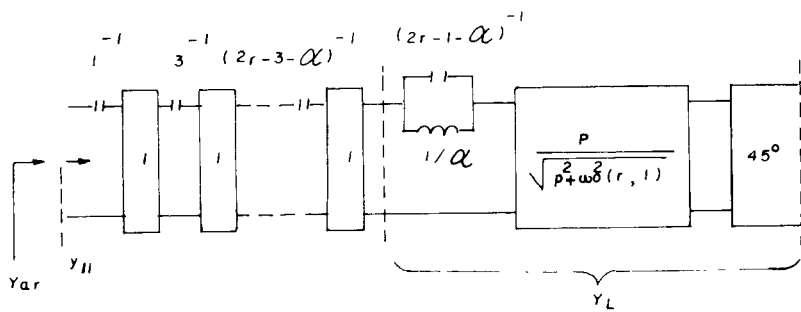 1⁻¹ 3⁻¹ (2r-3-α)⁻¹ (2r-1-α)⁻¹
1 1 1 1/α P/√(P²+ω₀²(r, 1)) 45°
Yar y11 YL